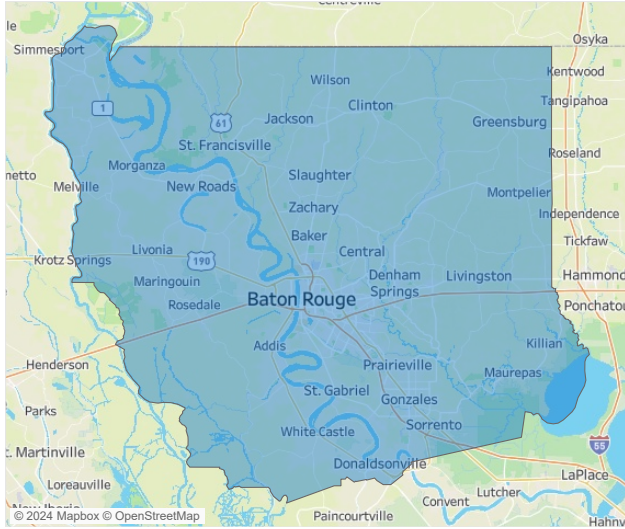 Centreville
Osyka
Simmesport
Kentwood
Wilson
1
Clinton
Tangipahoa
61
Jackson
Greensburg
St. Francisville
Roseland
Morganza
netto
Slaughter
Melville
New Roads
Montpelier
Zachary
Independence
Baker
Tickfaw
Livonia
Central
Krotz Springs
190
Denham
Springs
Livingston
Hammond
Maringouin
Rosedale
Baton Rouge
Ponchatou
Addis
Killian
Henderson
Prairieville
Maurepas
St. Gabriel
Gonzales
Parks
Sorrento
White Castle
55
t. Martinville
Donaldsonville
LaPlace
Loreauville
Lutcher
Convent
New Iberia
© 2024 Mapbox © OpenStreetMap
Paincourtville
Hahnv